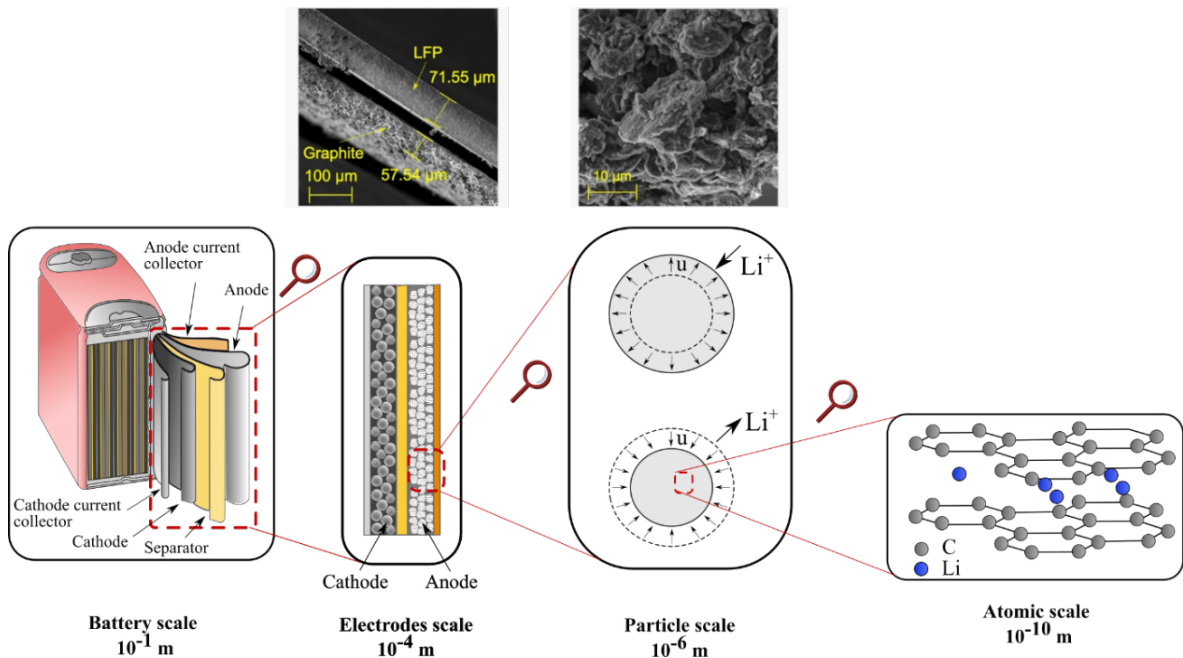 LFP
71.55 μm
Graphite
57.54 μm
100 μm
10 μm
Anode current
collector
Anode
Cathode current
collector
Cathode
Separator
Cathode
Anode
u
Li⁺
u
Li⁺
C
Li
Battery scale
10⁻¹ m
Electrodes scale
10⁻⁴ m
Particle scale
10⁻⁶ m
Atomic scale
10⁻¹⁰ m